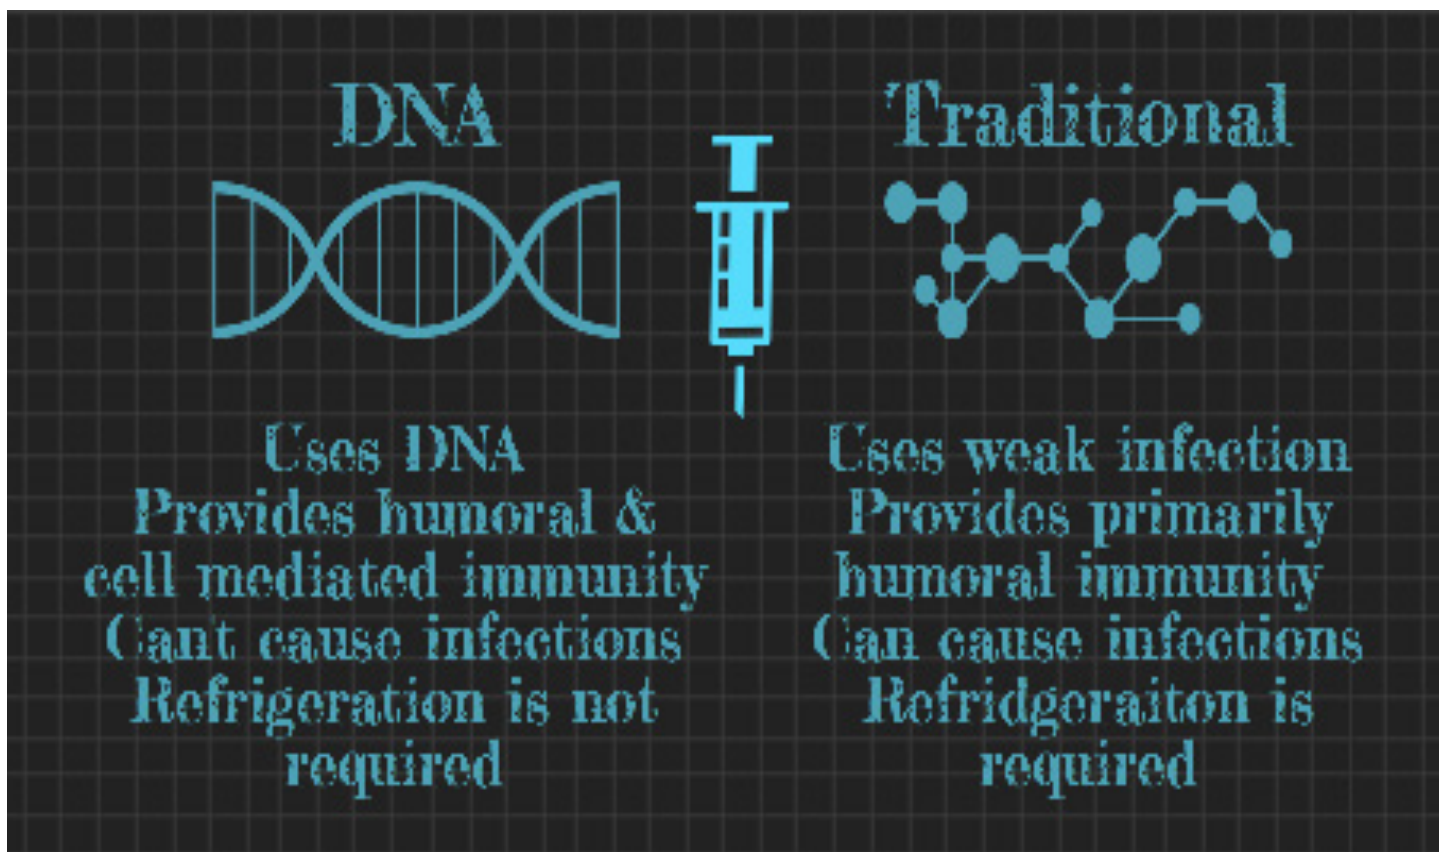 DNA
Uses DNA
Provides humoral &
cell mediated immunity
Can't cause infections
Refrigeration is not
required
Traditional
Uses weak infection
Provides primarily
humoral immunity
Can cause infections
Refridgeraiton is
required